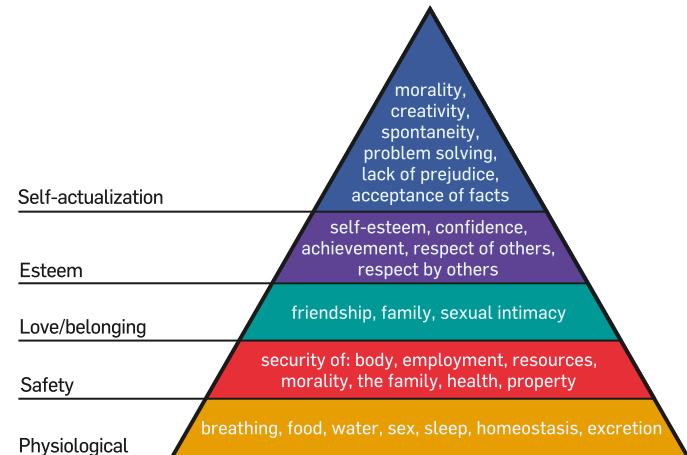 morality,
creativity,
spontaneity,
problem solving,
lack of prejudice,
acceptance of facts
Self-actualization
self-esteem, confidence,
achievement, respect of others,
respect by others
Esteem
friendship, family, sexual intimacy
Love/belonging
security of: body, employment, resources,
morality, the family, health, property
Safety
breathing, food, water, sex, sleep, homeostasis, excretion
Physiological